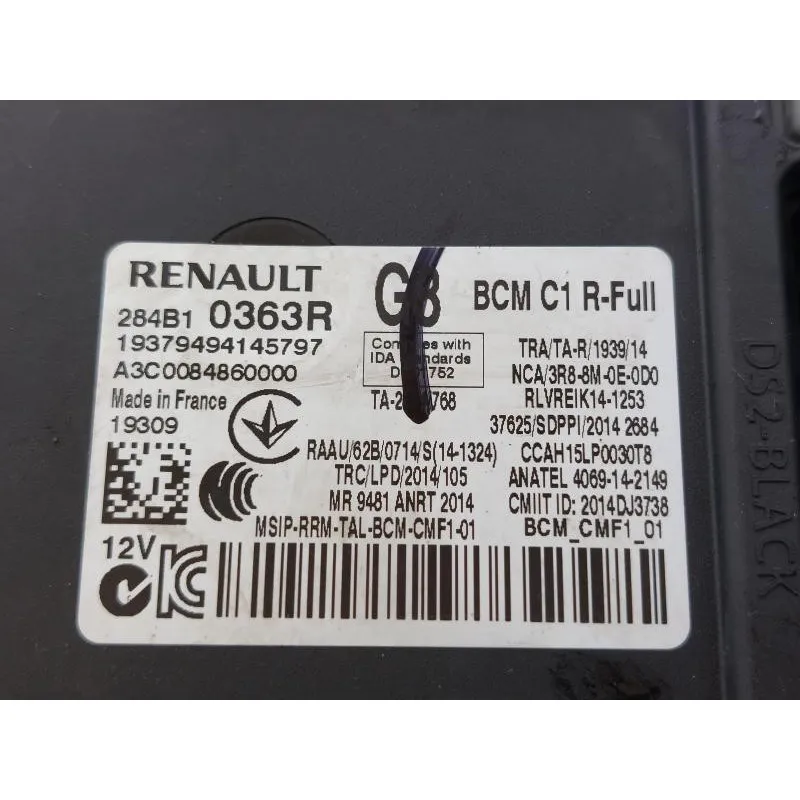 RENAULT G8 BCM C1 R-Full
284B1 0363R
19379494145797
A3C0084860000
Made in France
19309
Complies with
IDA Standards
1752
TRA/TA-R/1939/14
NCA/3R8-8M-0E-0D0
RLVREIK14-1253
37625/SDPPI/2014 2684
RAAU/62B/0714/S(14-1324) CCAH15LP0030T8
TRC/LPD/2014/105 ANATEL 4069-14-2149
MR 9481 ANRT 2014 CMIIT ID: 2014DJ3738
MSIP-RRM-TAL-BCM-CMF1-01 BCM_CMF1_01
12V
DS2-BLACK